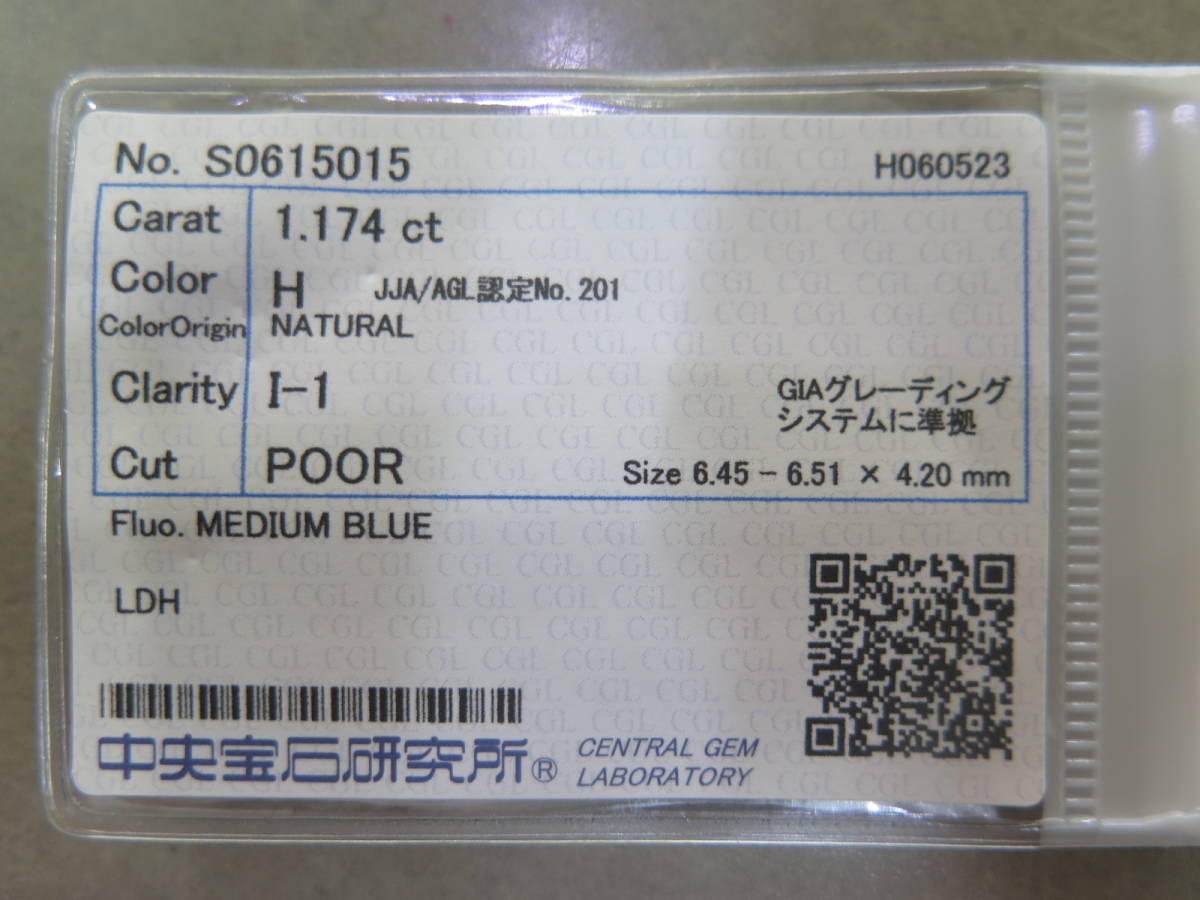 No. S0615015 H060523
Carat 1.174 ct
Color H JJA/AGL認定No.201
ColorOrigin NATURAL
Clarity I-1 GIAグレーディング
システムに準拠
Cut POOR Size 6.45 - 6.51 × 4.20 mm
Fluo. MEDIUM BLUE
LDH
中央宝石研究所® CENTRAL GEM
LABORATORY